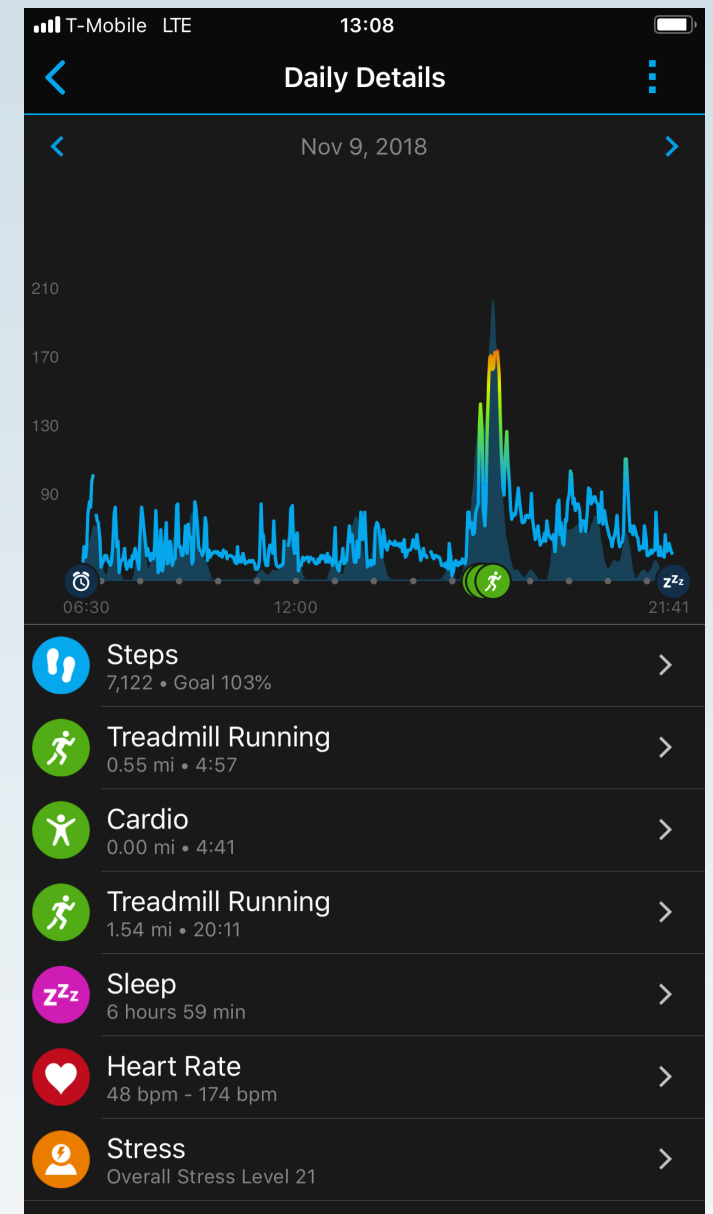 T-Mobile LTE 13:08
Daily Details
Nov 9, 2018
210
170
130
90
zzz
06:30 12:00 21:41
Steps
7,122 • Goal 103%
Treadmill Running
0.55 mi • 4:57
Cardio
0.00 mi • 4:41
Treadmill Running
1.54 mi • 20:11
zzz
Sleep
6 hours 59 min
Heart Rate
48 bpm - 174 bpm
Stress
Overall Stress Level 21